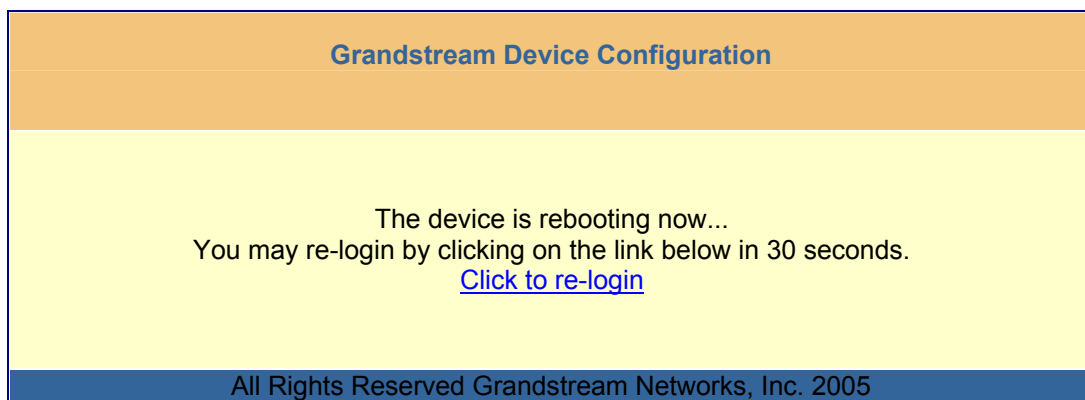 Grandstream Device Configuration
The device is rebooting now...
You may re-login by clicking on the link below in 30 seconds.
Click to re-login
All Rights Reserved Grandstream Networks, Inc. 2005